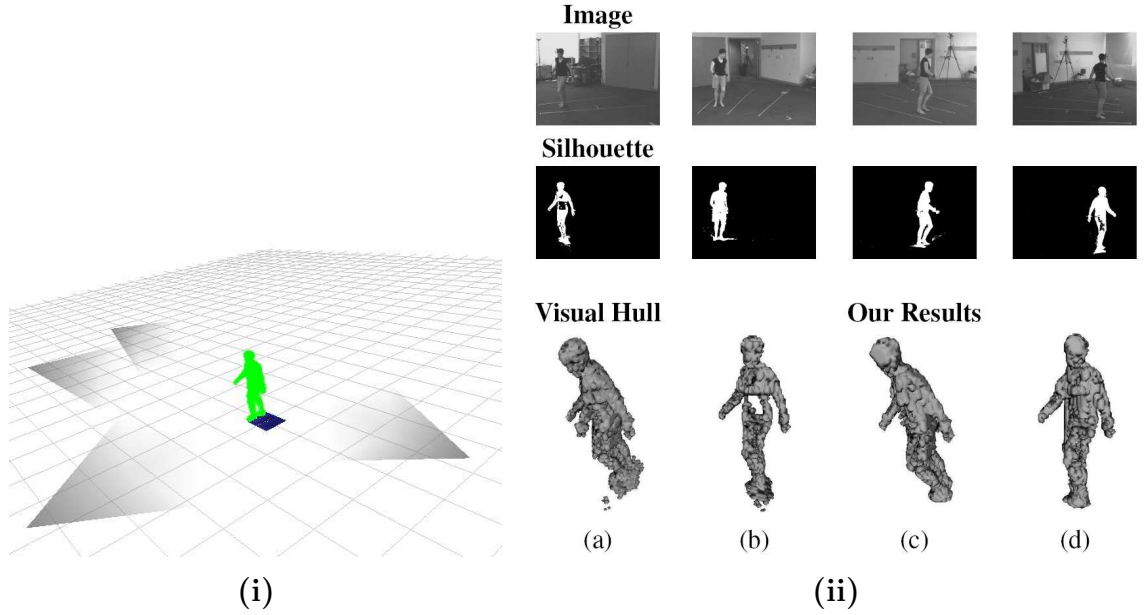 Image
Silhouette
Visual Hull
Our Results
(a)
(b)
(c)
(d)
(i)
(ii)